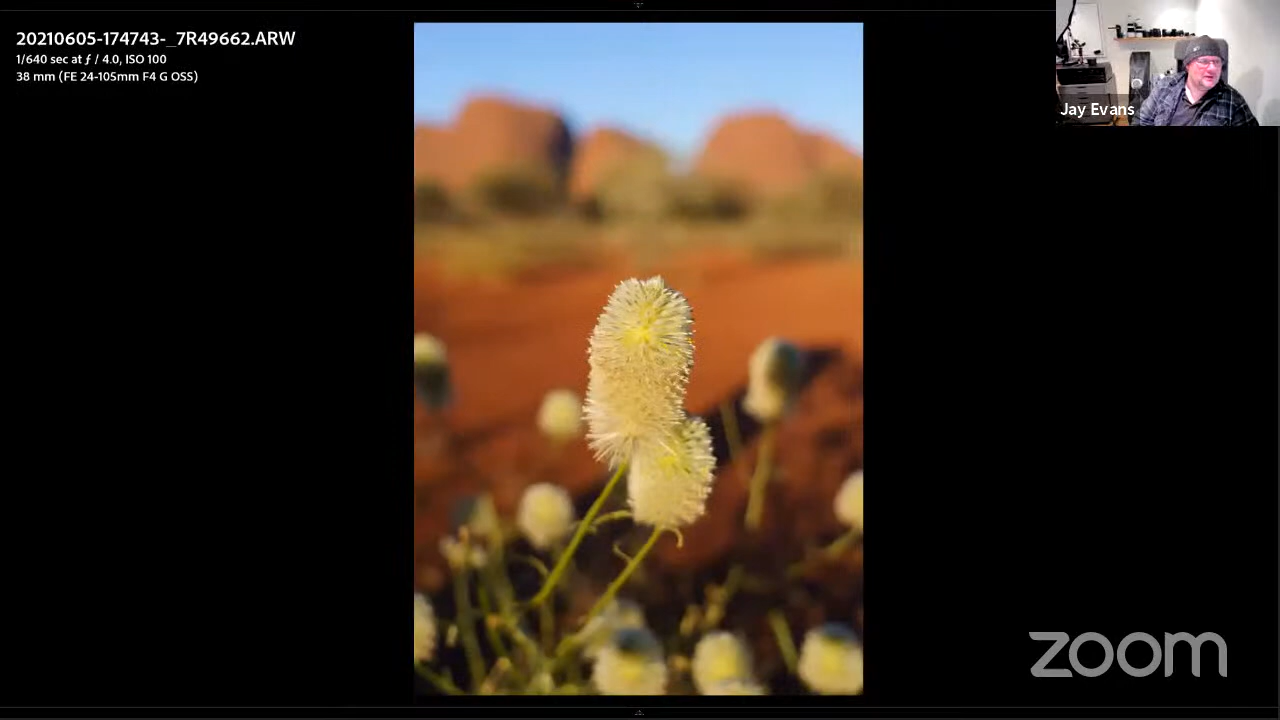 20210605-174743-_7R49662.ARW
1/640 sec at ƒ / 4.0, ISO 100
38 mm (FE 24-105mm F4 G OSS)
Jay Evans
zoom